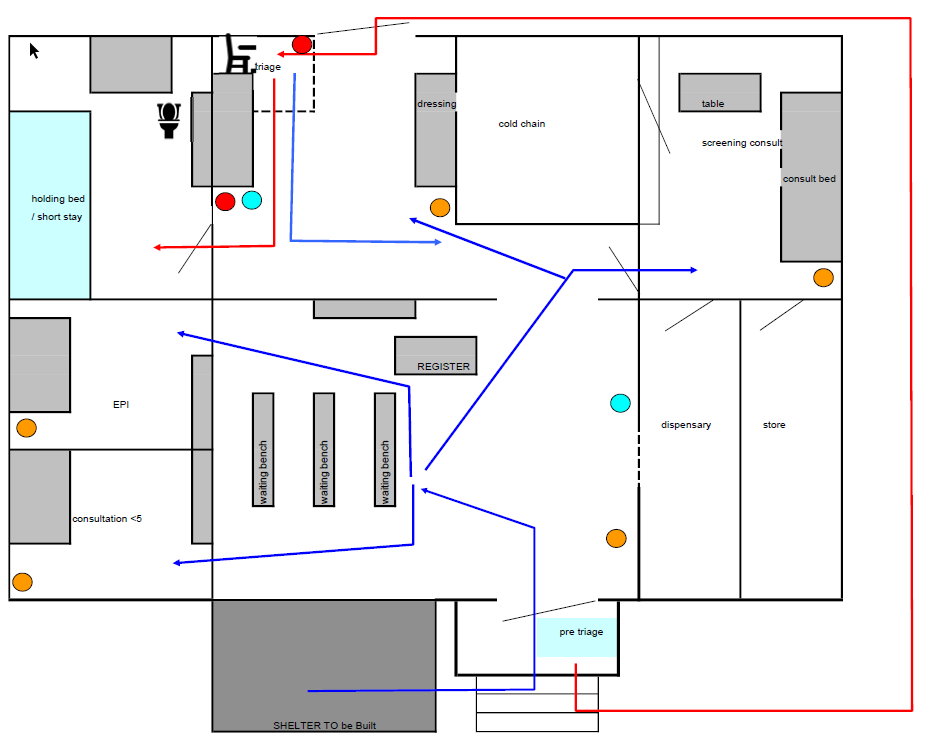 triage
dressing
cold chain
table
screening consult
consult bed
holding bed
/ short stay
REGISTER
EPI
waiting bench
waiting bench
waiting bench
dispensary
store
consultation <5
pre triage
SHELTER TO be Built